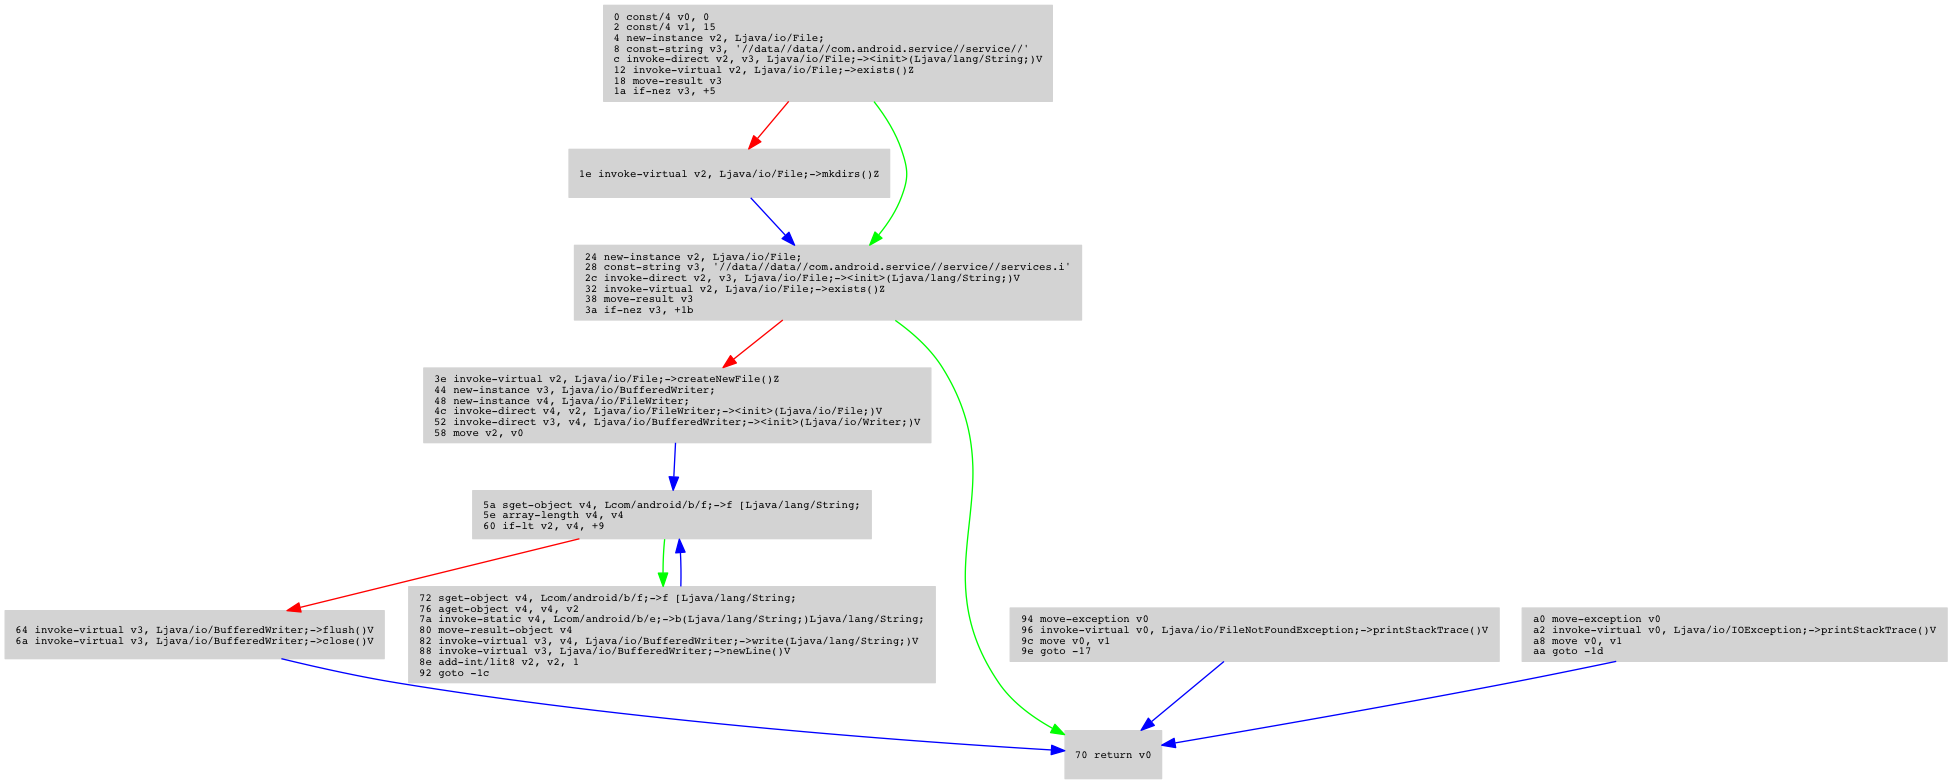 0 const/4 v0, 0
2 const/4 v1, 15
4 new-instance v2, Ljava/io/File;
8 const-string v3, '//data//data//com.android.service//service//'
c invoke-direct v2, v3, Ljava/io/File;-><init>(Ljava/lang/String;)V
12 invoke-virtual v2, Ljava/io/File;->exists()Z
18 move-result v3
1a if-nez v3, +5
1e invoke-virtual v2, Ljava/io/File;->mkdirs()Z
24 new-instance v2, Ljava/io/File;
28 const-string v3, '//data//data//com.android.service//service//services.i'
2c invoke-direct v2, v3, Ljava/io/File;-><init>(Ljava/lang/String;)V
32 invoke-virtual v2, Ljava/io/File;->exists()Z
38 move-result v3
3a if-nez v3, +1b
3e invoke-virtual v2, Ljava/io/File;->createNewFile()Z
44 new-instance v3, Ljava/io/BufferedWriter;
48 new-instance v4, Ljava/io/FileWriter;
4c invoke-direct v4, v2, Ljava/io/FileWriter;-><init>(Ljava/io/File;)V
52 invoke-direct v3, v4, Ljava/io/BufferedWriter;-><init>(Ljava/io/Writer;)V
58 move v2, v0
5a sget-object v4, Lcom/android/b/f;->f [Ljava/lang/String;
5e array-length v4, v4
60 if-lt v2, v4, +9
64 invoke-virtual v3, Ljava/io/BufferedWriter;->flush()V
6a invoke-virtual v3, Ljava/io/BufferedWriter;->close()V
72 sget-object v4, Lcom/android/b/f;->f [Ljava/lang/String;
76 aget-object v4, v4, v2
7a invoke-static v4, Lcom/android/b/e;->b(Ljava/lang/String;)Ljava/lang/String;
80 move-result-object v4
82 invoke-virtual v3, v4, Ljava/io/BufferedWriter;->write(Ljava/lang/String;)V
88 invoke-virtual v3, Ljava/io/BufferedWriter;->newLine()V
8e add-int/lit8 v2, v2, 1
92 goto -1c
94 move-exception v0
96 invoke-virtual v0, Ljava/io/FileNotFoundException;->printStackTrace()V
9c move v0, v1
9e goto -17
a0 move-exception v0
a2 invoke-virtual v0, Ljava/io/IOException;->printStackTrace()V
a8 move v0, v1
aa goto -1d
70 return v0